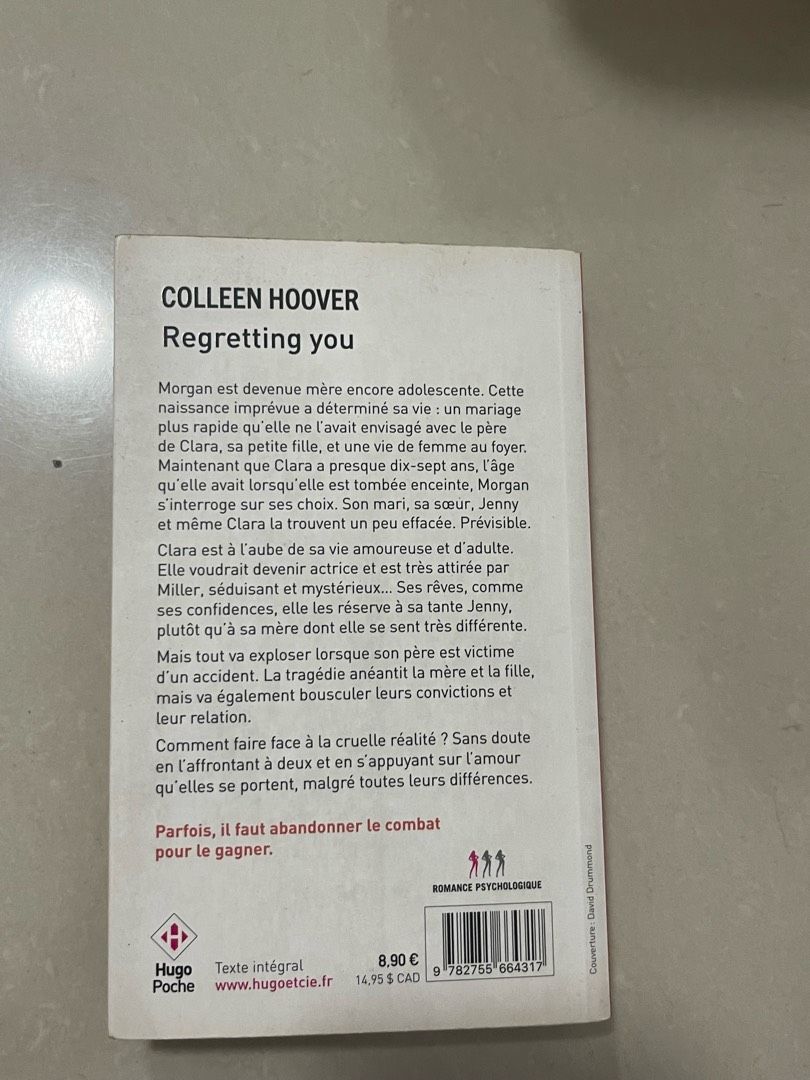 COLLEEN HOOVER
Regretting you
Morgan est devenue mère encore adolescente. Cette
naissance imprévue a déterminé sa vie : un mariage
plus rapide qu'elle ne l'avait envisagé avec le père
de Clara, sa petite fille, et une vie de femme au foyer.
Maintenant que Clara a presque dix-sept ans, l'âge
qu'elle avait lorsqu'elle est tombée enceinte, Morgan
s'interroge sur ses choix. Son mari, sa sœur, Jenny
et même Clara la trouvent un peu effacée. Prévisible.
Clara est à l'aube de sa vie amoureuse et d'adulte.
Elle voudrait devenir actrice et est très attirée par
Miller, séduisant et mystérieux... Ses rêves, comme
ses confidences, elle les réserve à sa tante Jenny,
plutôt qu'à sa mère dont elle se sent très différente.
Mais tout va exploser lorsque son père est victime
d'un accident. La tragédie anéantit la mère et la fille,
mais va également bousculer leurs convictions et
leur relation.
Comment faire face à la cruelle réalité ? Sans doute
en l'affrontant à deux et en s'appuyant sur l'amour
qu'elles se portent, malgré toutes leurs différences.
Parfois, il faut abandonner le combat
pour le gagner.
ROMANCE PSYCHOLOGIQUE
Hugo
Poche
Texte intégral
www.hugoetcie.fr
8,90 €
14,95 $ CAD
9 782755 664317
Couverture : David Drummond